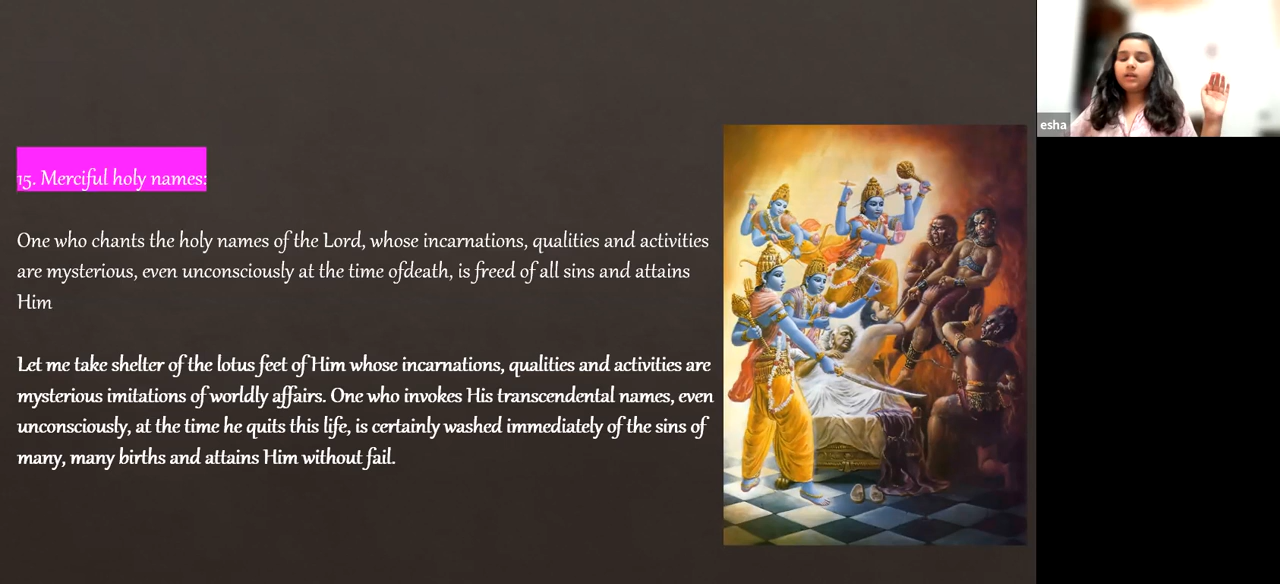 15. Merciful holy names:
One who chants the holy names of the Lord, whose incarnations, qualities and activities
are mysterious, even unconsciously at the time ofdeath, is freed of all sins and attains
Him
Let me take shelter of the lotus feet of Him whose incarnations, qualities and activities are
mysterious imitations of worldly affairs. One who invokes His transcendental names, even
unconsciously, at the time he quits this life, is certainly washed immediately of the sins of
many, many births and attains Him without fail.
esha